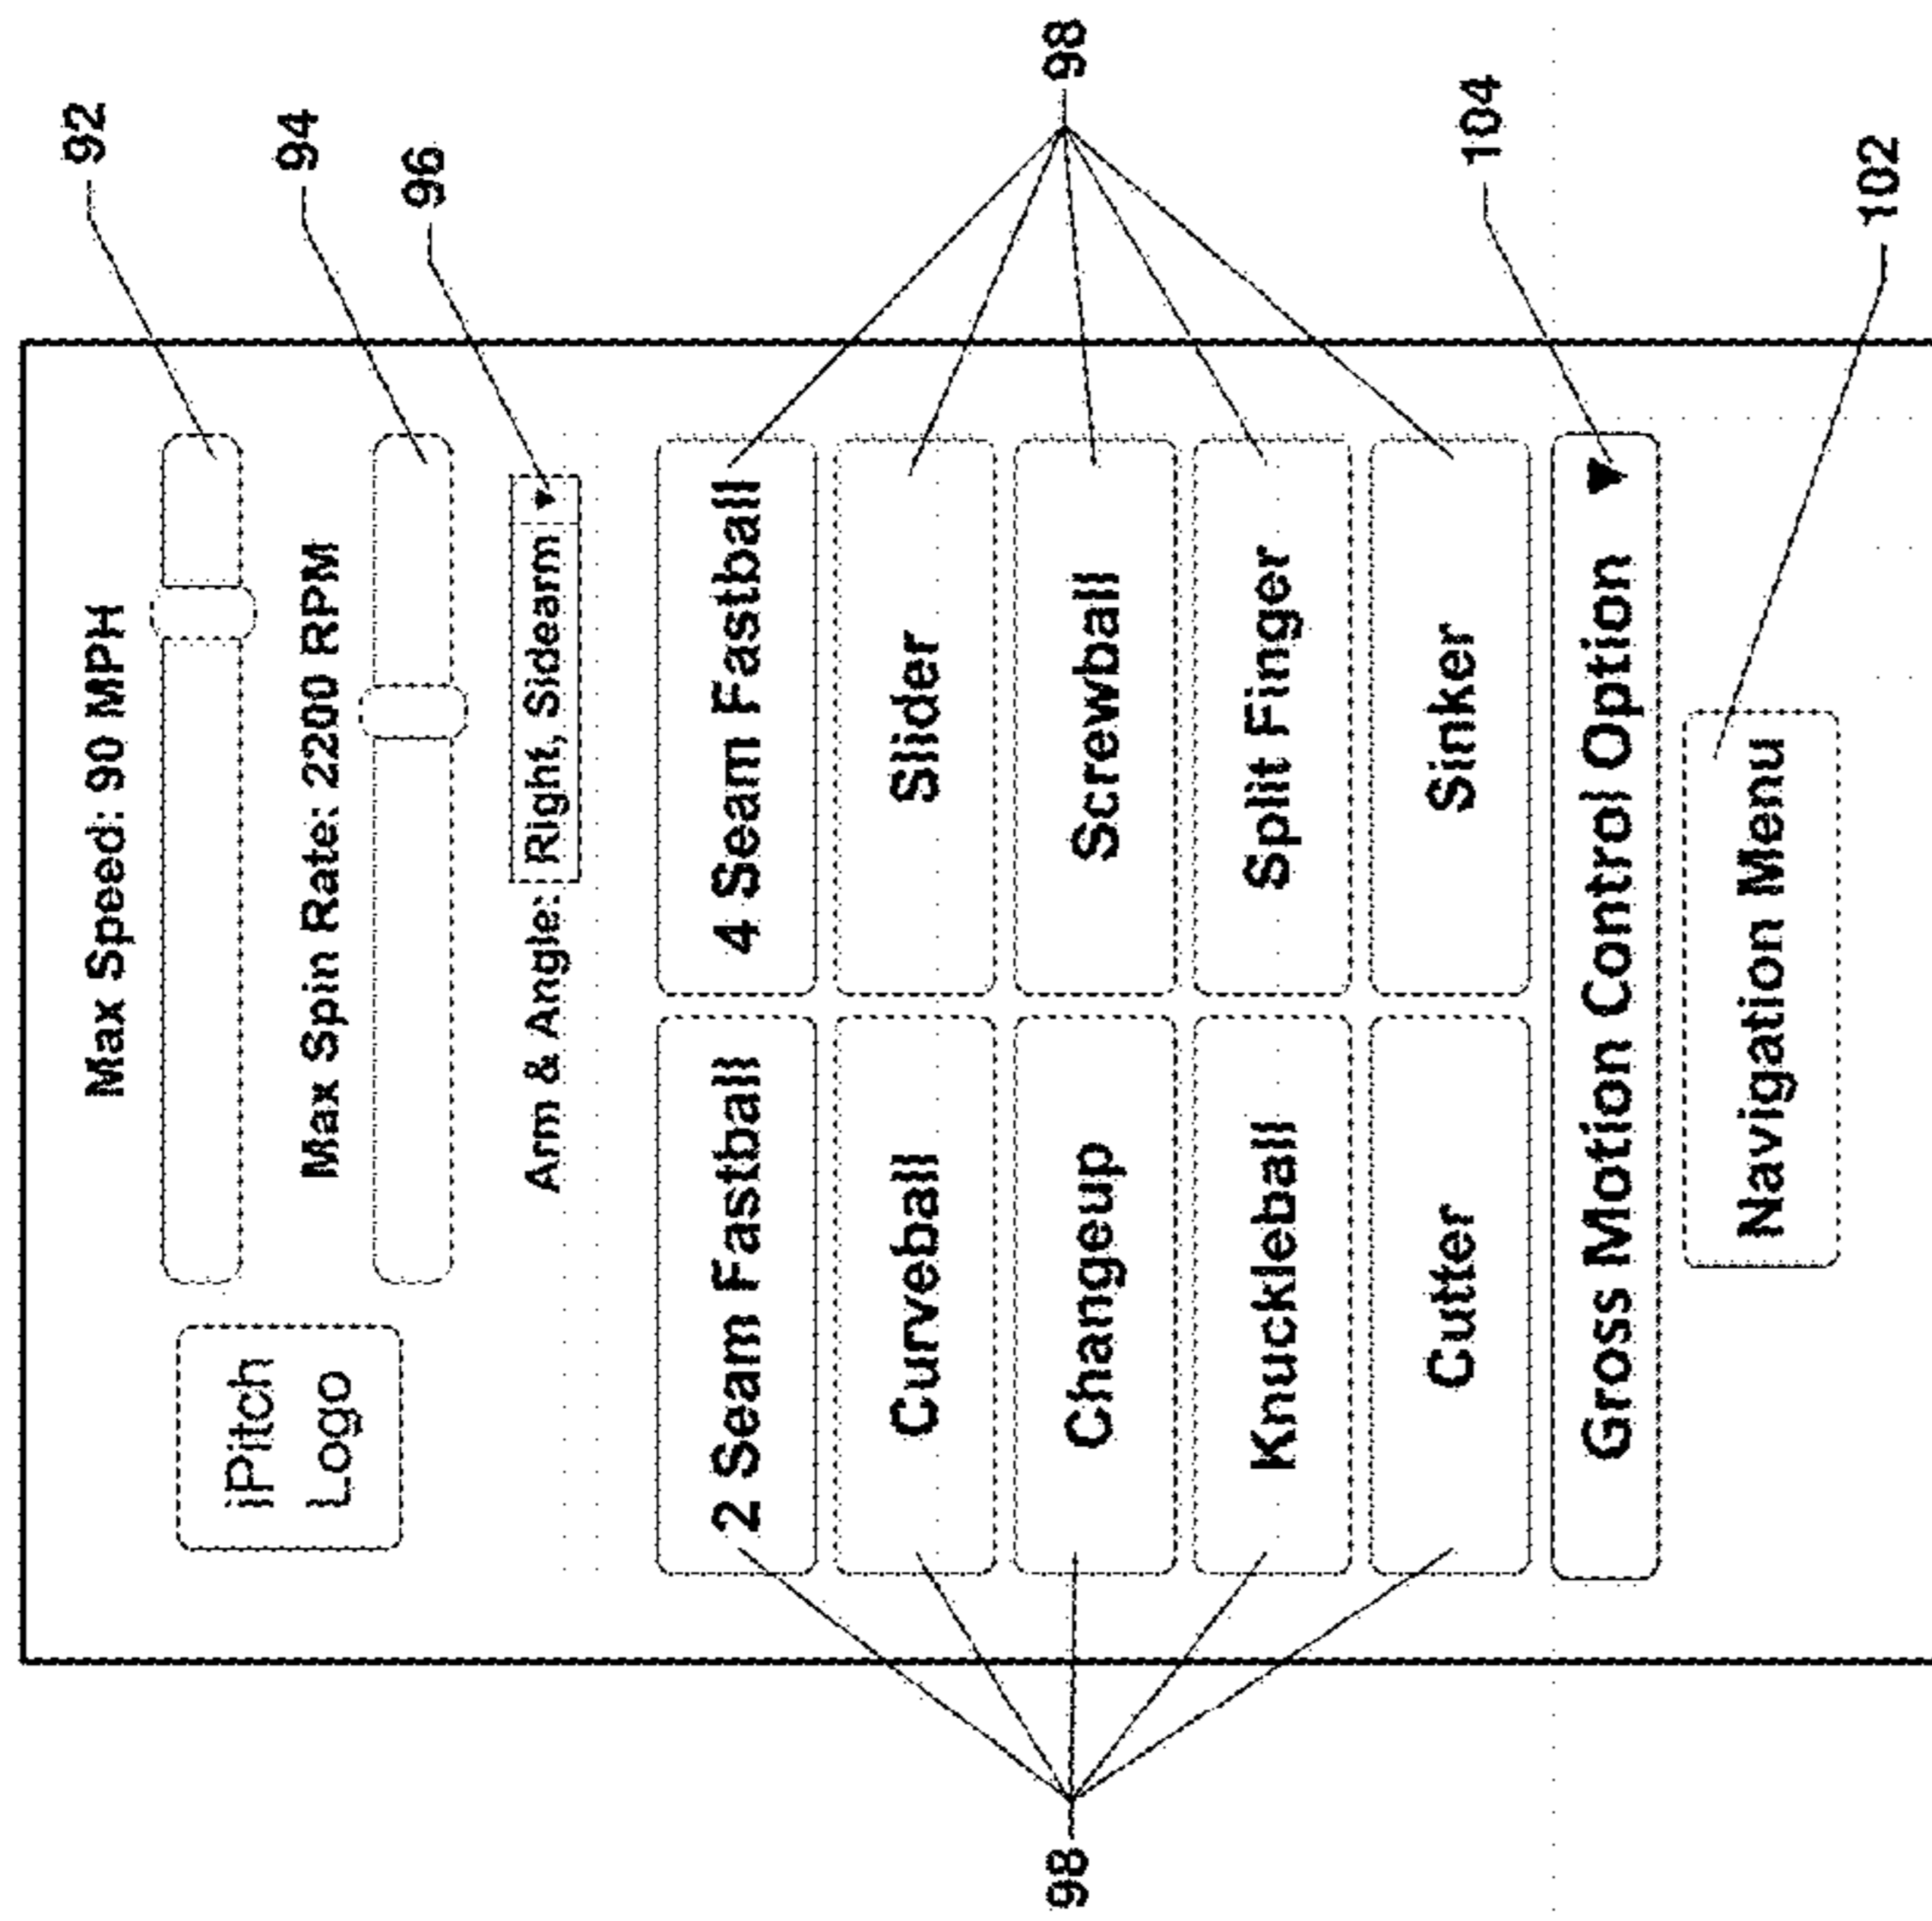 92
Max Speed: 90 MPH
94
iPitch
Logo
Max Spin Rate: 2200 RPM
96
Arm & Angle: Right, Sidearm ▼
2 Seam Fastball
4 Seam Fastball
Curveball
Slider
98
Changeup
Screwball
98
Knuckleball
Split Finger
Cutter
Sinker
104
Gross Motion Control Option ▼
Navigation Menu
102